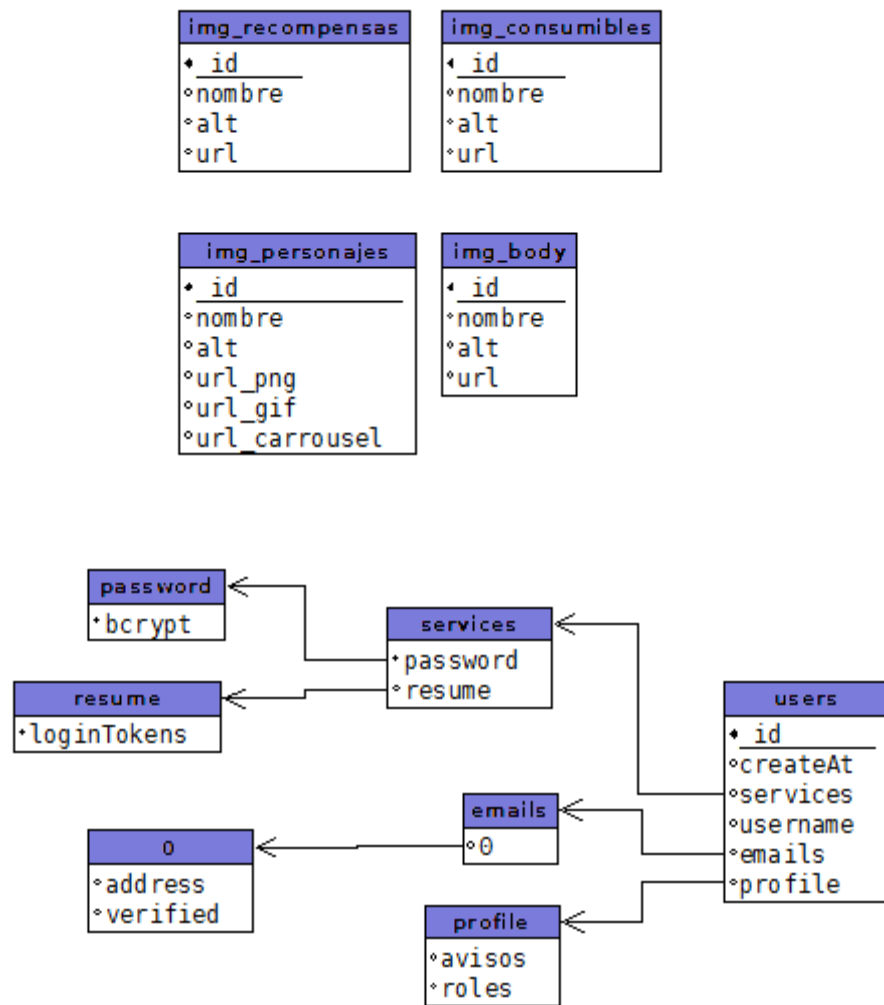 img_recompensas
_id
nombre
alt
url
img_consumibles
_id
nombre
alt
url
img_personajes
_id
nombre
alt
url_png
url_gif
url_carrousel
img_body
_id
nombre
alt
url
password
bcrypt
services
password
resume
resume
loginTokens
users
_id
createAt
services
username
emails
profile
emails
0
0
address
verified
profile
avisos
roles